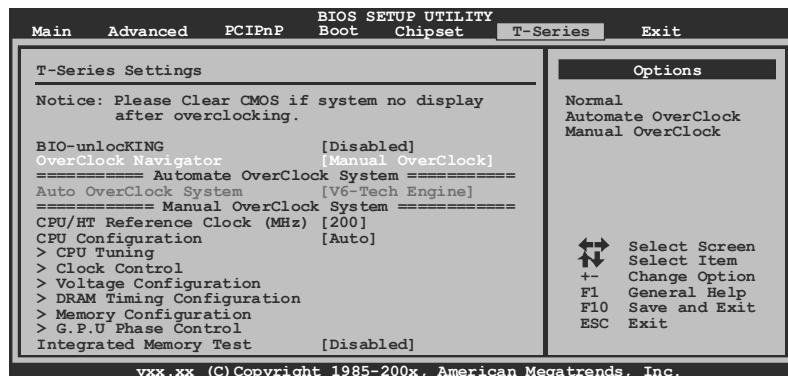 BIOS SETUP UTILITY
Main Advanced PCIPnP Boot Chipset T-Series Exit
T-Series Settings
Notice: Please Clear CMOS if system no display
after overclocking.
BIO-unlocKING [Disabled]
OverClock Navigator [Manual OverClock]
=========== Automate OverClock System ===========
Auto OverClock System [V6-Tech Engine]
============ Manual OverClock System ============
CPU/HT Reference Clock (MHz) [200]
CPU Configuration [Auto]
> CPU Tuning
> Clock Control
> Voltage Configuration
> DRAM Timing Configuration
> Memory Configuration
> G.P.U Phase Control
Integrated Memory Test [Disabled]
Options
Normal
Automate OverClock
Manual OverClock
Select Screen
Select Item
+- Change Option
F1 General Help
F10 Save and Exit
ESC Exit
vxx.xx (C)Copyright 1985-200x, American Megatrends, Inc.